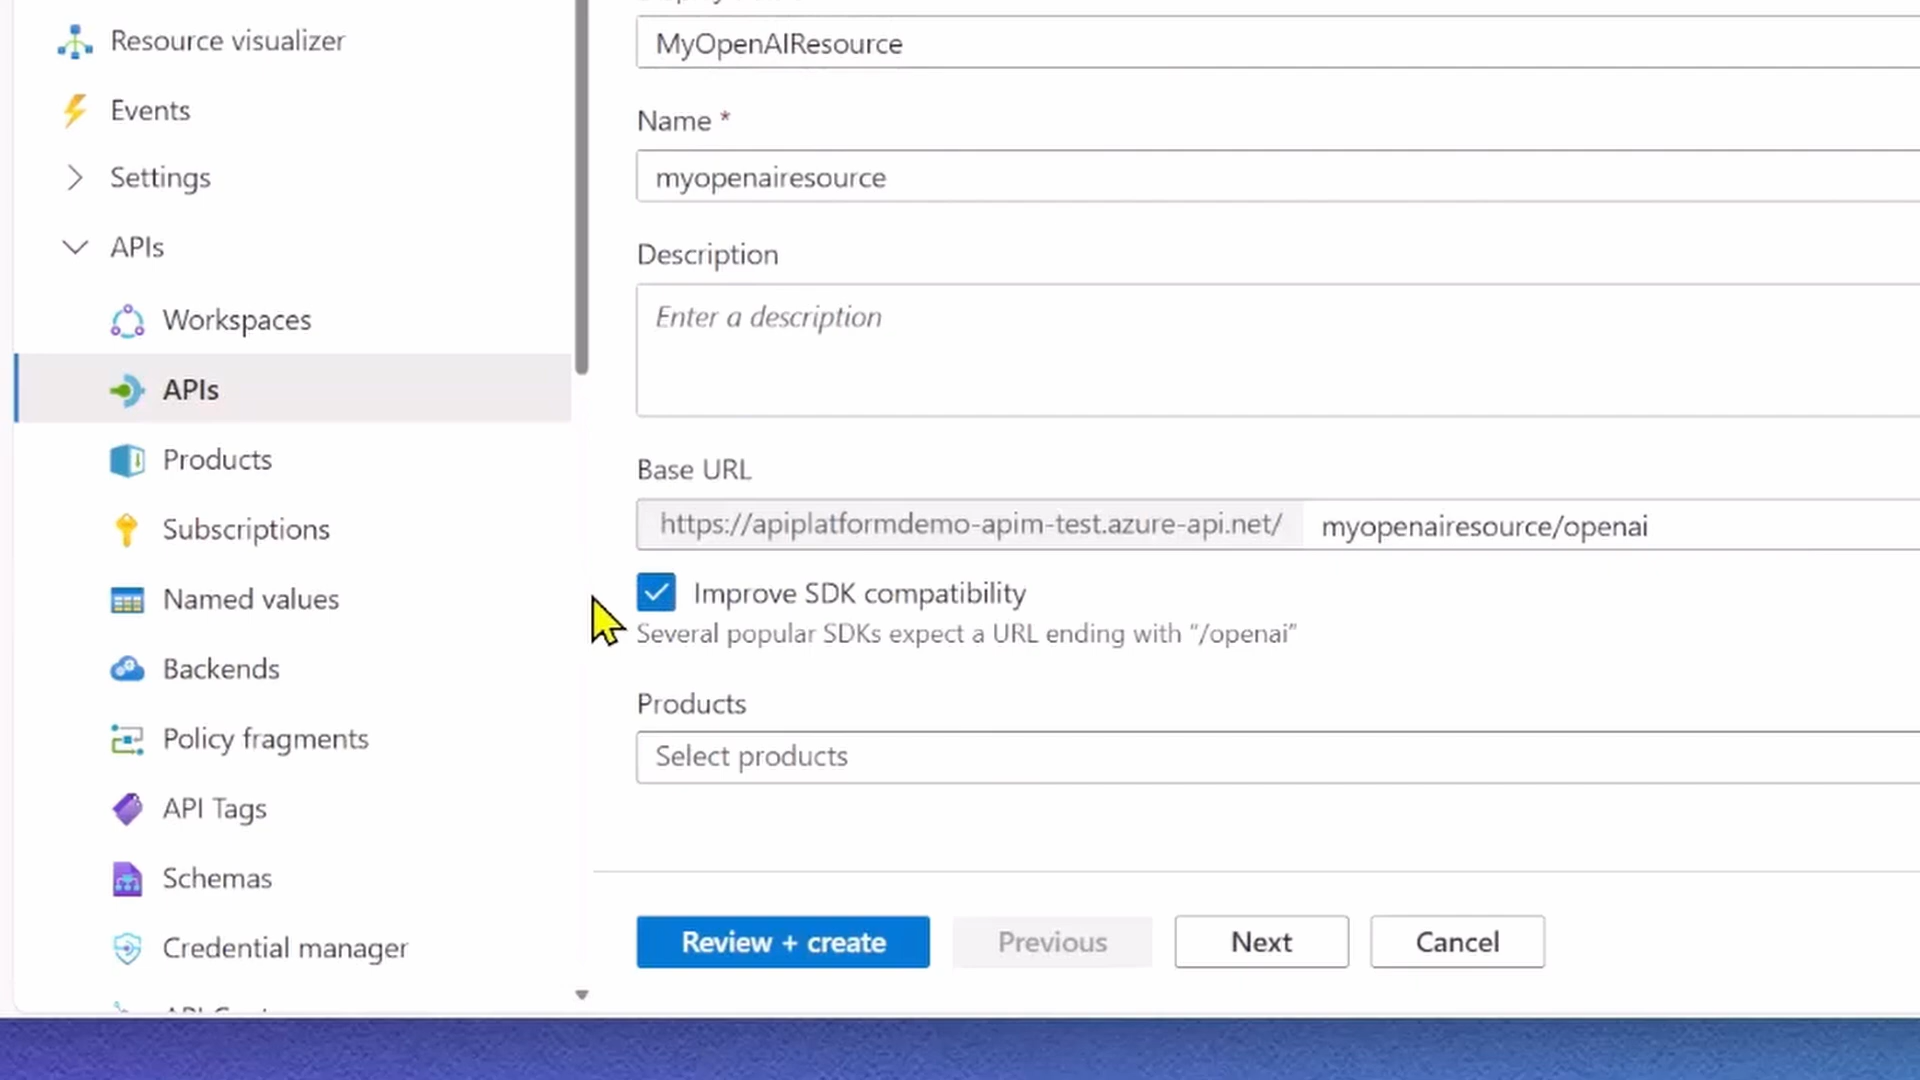 Resource visualizer
Events
Settings
APIs
Workspaces
APIs
Products
Subscriptions
Named values
Backends
Policy fragments
API Tags
Schemas
Credential manager
MyOpenAIResource
Name *
myopenairesource
Description
Enter a description
Base URL
https://apiplatformdemo-apim-test.azure-api.net/ myopenairesource/openai
Improve SDK compatibility
Several popular SDKs expect a URL ending with “/openai”
Products
Select products
Review + create
Previous
Next
Cancel